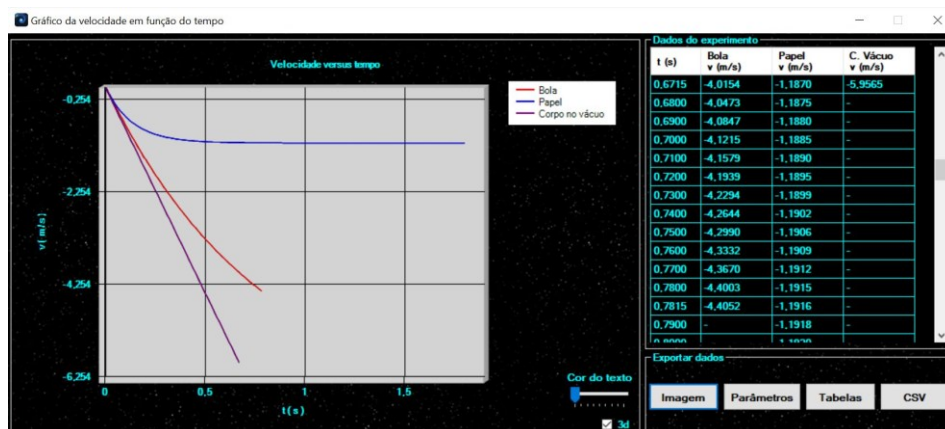 Gráfico da velocidade em função do tempo
Velocidade versus tempo
Bola
Papel
Corpo no vácuo
-0,254
-2,254
-4,254
-6,254
v( m/s)
0
0,5
1
1,5
t( s )
Cor do texto
3d
Dados do experimento
t (s) Bola v (m/s) Papel v (m/s) C. Vácuo v (m/s)
0,6715 -4,0154 -1,1870 -5,9565
0,6800 -4,0473 -1,1875 -
0,6900 -4,0847 -1,1880 -
0,7000 -4,1215 -1,1885 -
0,7100 -4,1579 -1,1890 -
0,7200 -4,1939 -1,1895 -
0,7300 -4,2294 -1,1899 -
0,7400 -4,2644 -1,1902 -
0,7500 -4,2990 -1,1906 -
0,7600 -4,3332 -1,1909 -
0,7700 -4,3670 -1,1912 -
0,7800 -4,4003 -1,1915 -
0,7815 -4,4052 -1,1916 -
0,7900 - -1,1918 -
Exportar dados
Imagem Parâmetros Tabelas CSV